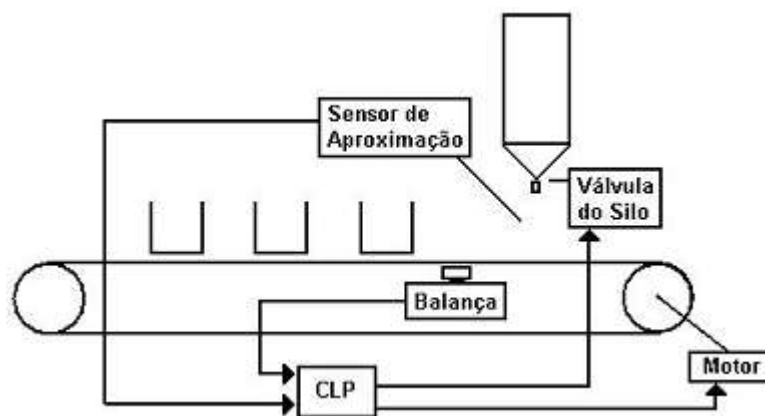 Sensor de
Aproximação
Válvula
do Silo
Balança
CLP
Motor